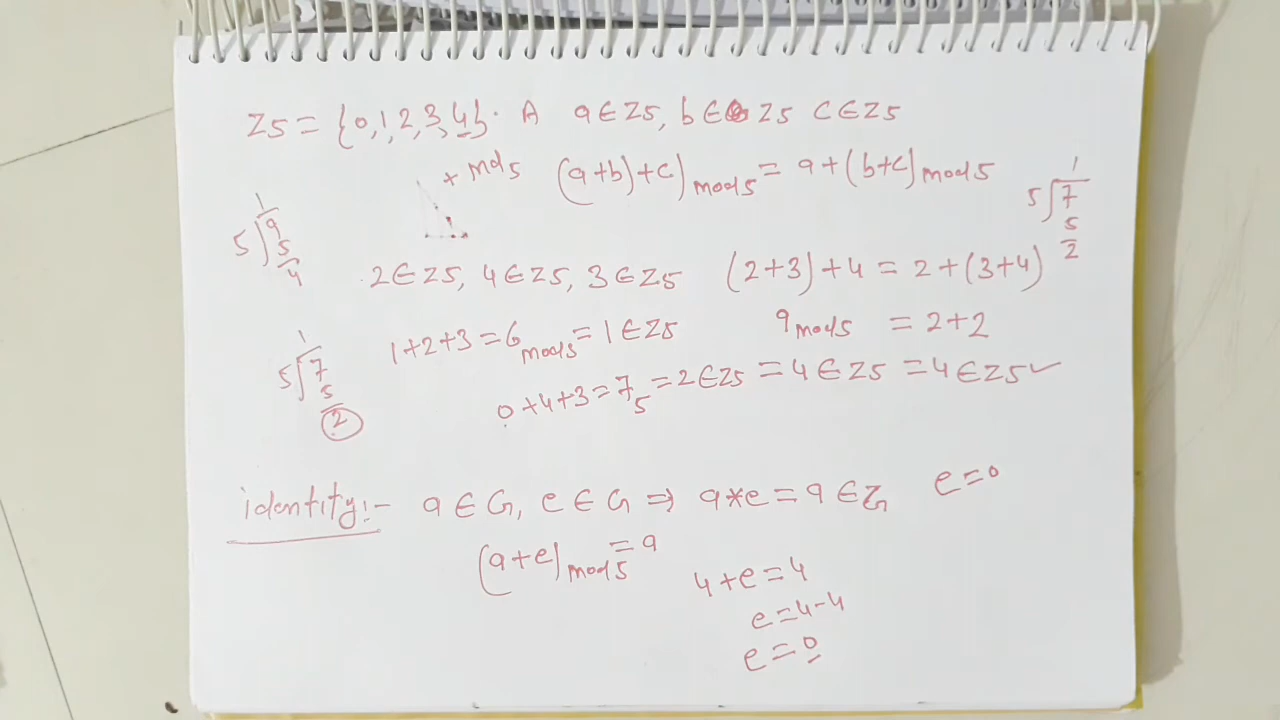 Z5 = {0,1,2,3,4}. A a∈Z5, b∈ Z5 c∈Z5
+ mod5 (a+b)+c) mod5 = a+(b+c) mod5
1
5) 9
5
4
1
5) 7
5
2
2∈Z5, 4∈Z5, 3∈Z5 (2+3)+4 = 2+(3+4)
1+2+3=6 mod5 = 1∈Z5 9 mod5 = 2+2
1
5) 7
5
2
0+4+3=7 5 =2∈Z5 =4∈Z5 =4∈Z5 ✓
identity:- a∈G, e∈G ⇒ a*e=a∈G e=0
(a+e) mod5 = a
4+e=4
e=4-4
e=0